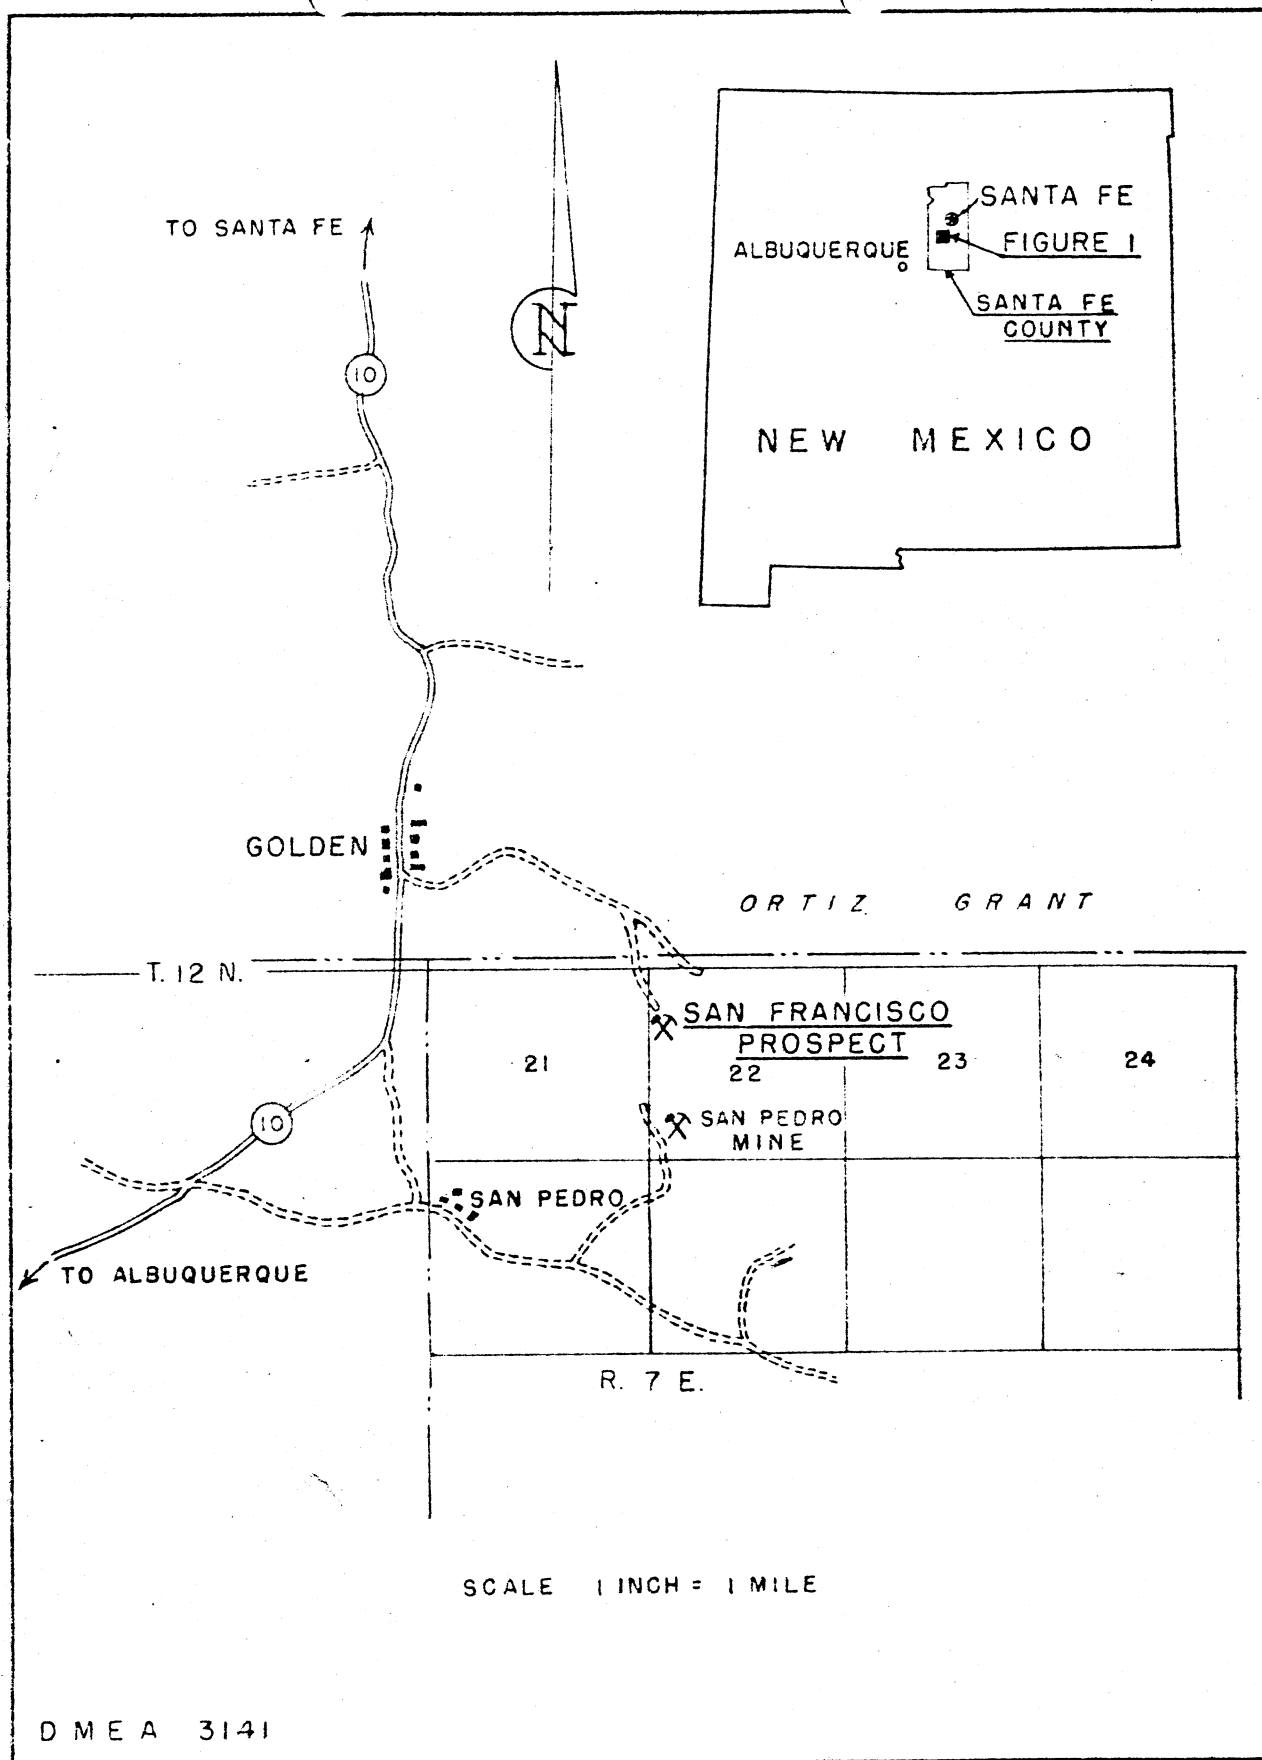 TO SANTA FE
10
N
SANTA FE
ALBUQUERQUE
FIGURE 1
SANTA FE
COUNTY
NEW MEXICO
GOLDEN
ORTIZ GRANT
T. 12 N.
SAN FRANCISCO
PROSPECT
21
22
23
24
10
SAN PEDRO
MINE
SAN PEDRO
TO ALBUQUERQUE
R. 7 E.
SCALE 1 INCH = 1 MILE
DMEA 3141